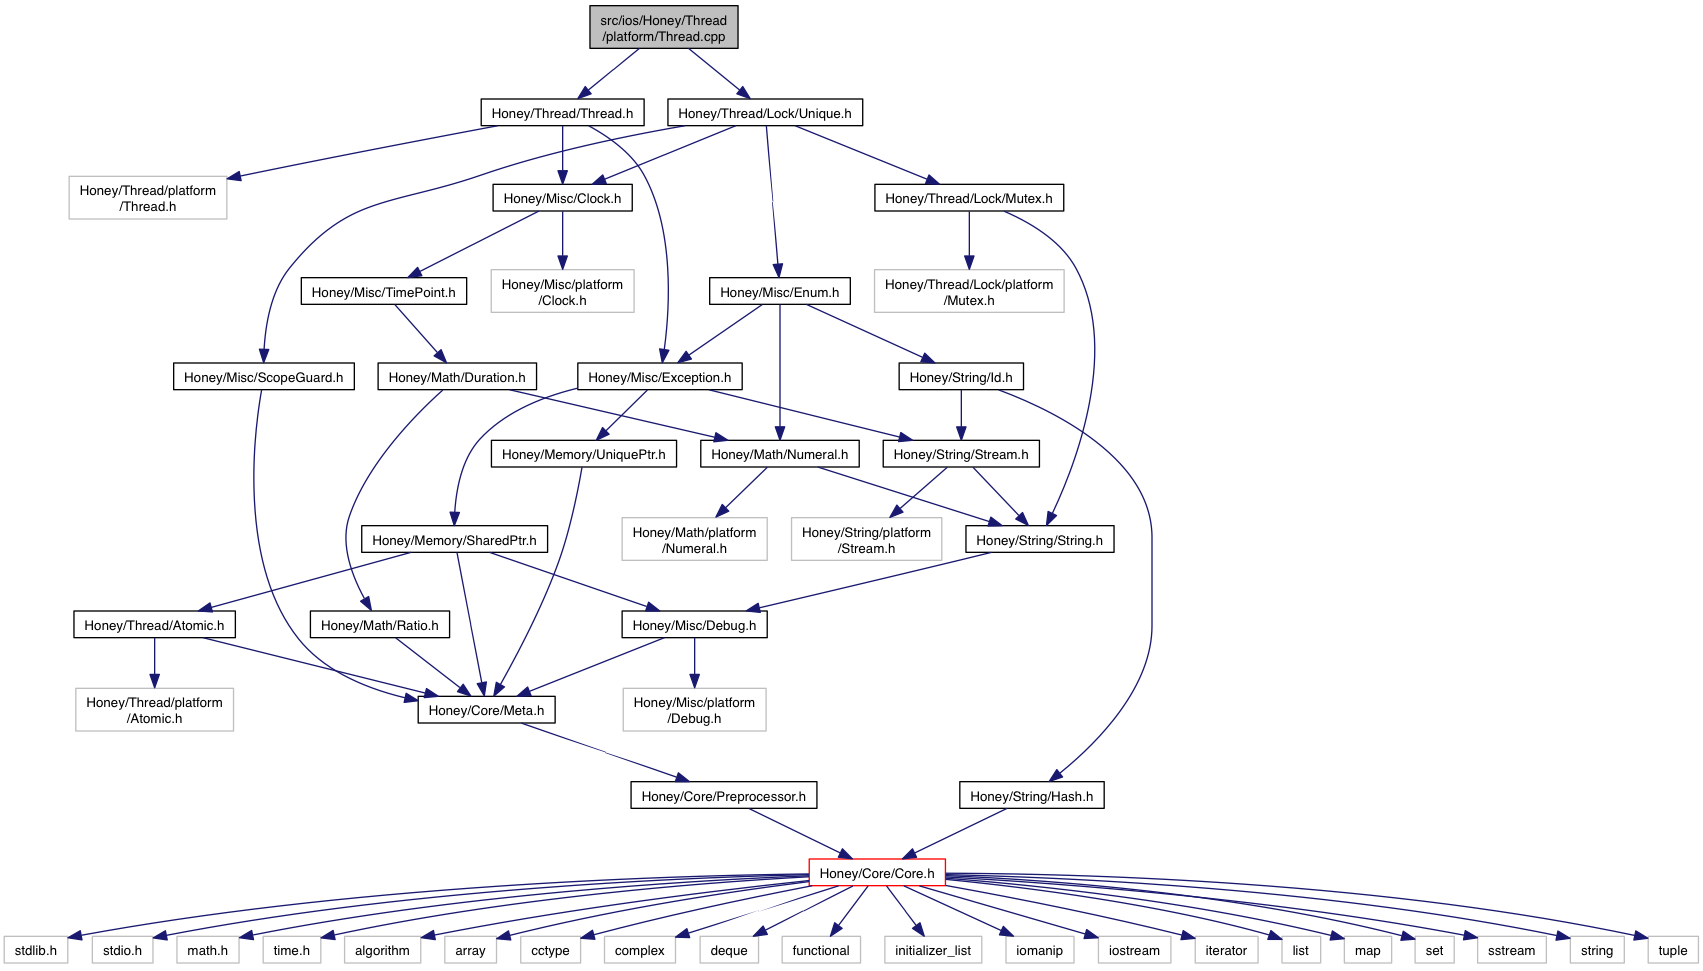 src/ios/Honey/Thread
/platform/Thread.cpp
Honey/Thread/Thread.h
Honey/Thread/Lock/Unique.h
Honey/Thread/platform
/Thread.h
Honey/Misc/Clock.h
Honey/Thread/Lock/Mutex.h
Honey/Misc/TimePoint.h
Honey/Misc/platform
/Clock.h
Honey/Misc/Enum.h
Honey/Thread/Lock/platform
/Mutex.h
Honey/Misc/ScopeGuard.h
Honey/Math/Duration.h
Honey/Misc/Exception.h
Honey/String/Id.h
Honey/Memory/UniquePtr.h
Honey/Math/Numeral.h
Honey/String/Stream.h
Honey/Memory/SharedPtr.h
Honey/Math/platform
/Numeral.h
Honey/String/platform
/Stream.h
Honey/String/String.h
Honey/Thread/Atomic.h
Honey/Math/Ratio.h
Honey/Misc/Debug.h
Honey/Thread/platform
/Atomic.h
Honey/Core/Meta.h
Honey/Misc/platform
/Debug.h
Honey/Core/Preprocessor.h
Honey/String/Hash.h
Honey/Core/Core.h
stdlib.h
stdio.h
math.h
time.h
algorithm
array
cctype
complex
deque
functional
initializer_list
iomanip
iostream
iterator
list
map
set
sstream
string
tuple